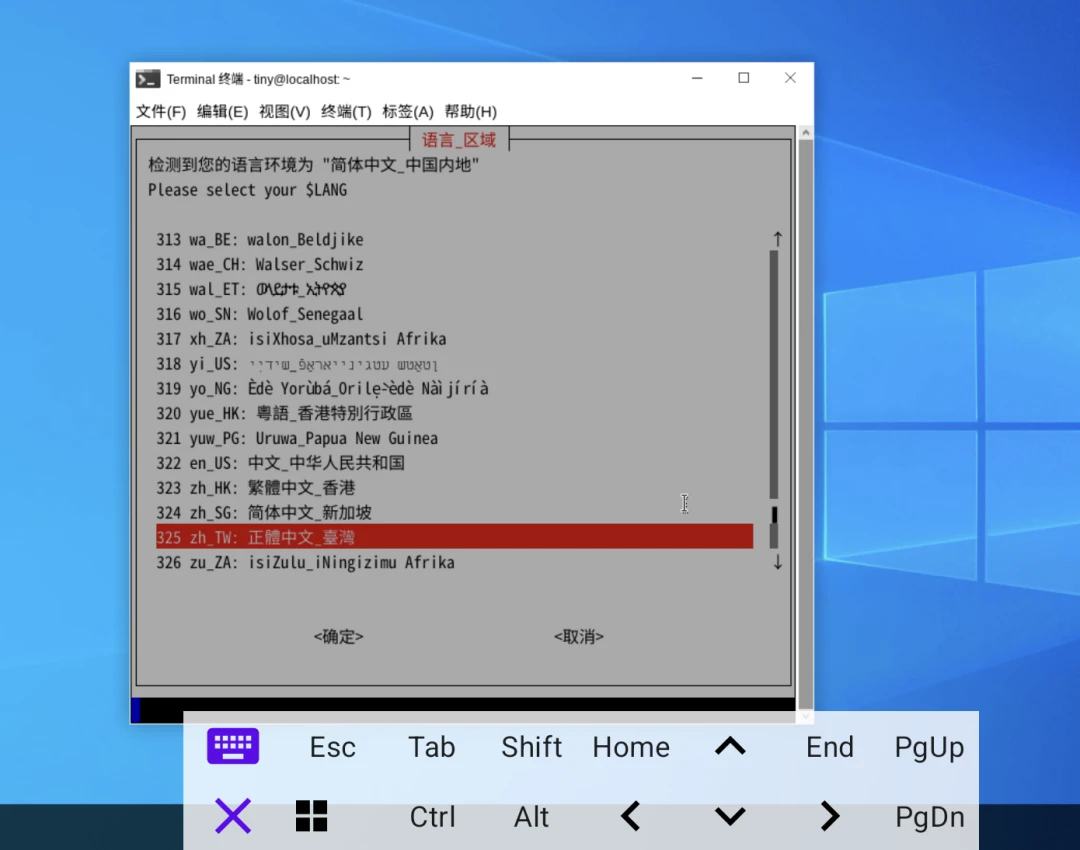 Terminal 终端 - tiny@localhost: ~
文件(F) 编辑(E) 视图(V) 终端(T) 标签(A) 帮助(H)
语言_区域
检测到您的语言环境为 "简体中文_中国内地"
Please select your $LANG
313 wa_BE: walon_Beldjike
314 wae_CH: Walser_Schwiz
315 wal_ET:
316 wo_SN: Wolof_Senegaal
317 xh_ZA: isiXhosa_uMzantsi Afrika
318 yi_US:
319 yo_NG: Èdè Yorùbá_Orílẹ̀-èdè Nàìjíríà
320 yue_HK: 粵語_香港特別行政區
321 yuw_PG: Uruwa_Papua New Guinea
322 en_US: 中文_中华人民共和国
323 zh_HK: 繁體中文_香港
324 zh_SG: 简体中文_新加坡
325 zh_TW: 正體中文_臺灣
326 zu_ZA: isiZulu_iNingizimu Afrika
<确定> <取消>
Esc Tab Shift Home End PgUp
Ctrl Alt PgDn